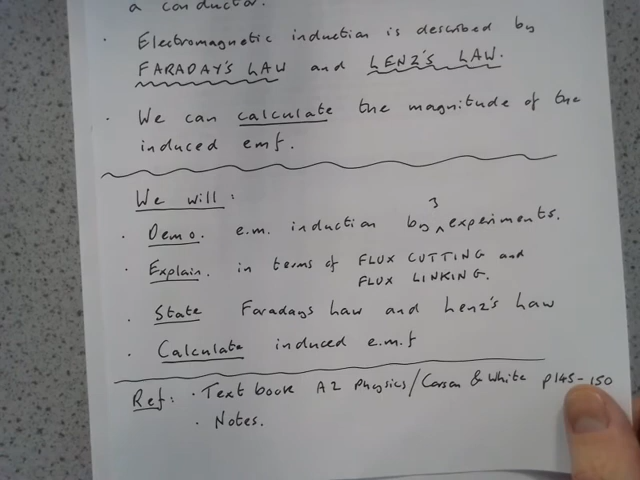 a conductor.
· Electromagnetic induction is described by
FARADAY'S LAW and LENZ'S LAW.
· We can calculate the magnitude of the
induced emf.
We will:
· Demo. e.m. induction by 3 experiments.
· Explain. in terms of FLUX CUTTING and
FLUX LINKING.
· State Faradays Law and Lenz's Law
· Calculate induced e.m.f
Ref: · Text book A2 Physics/ & White p145-150
· Notes.